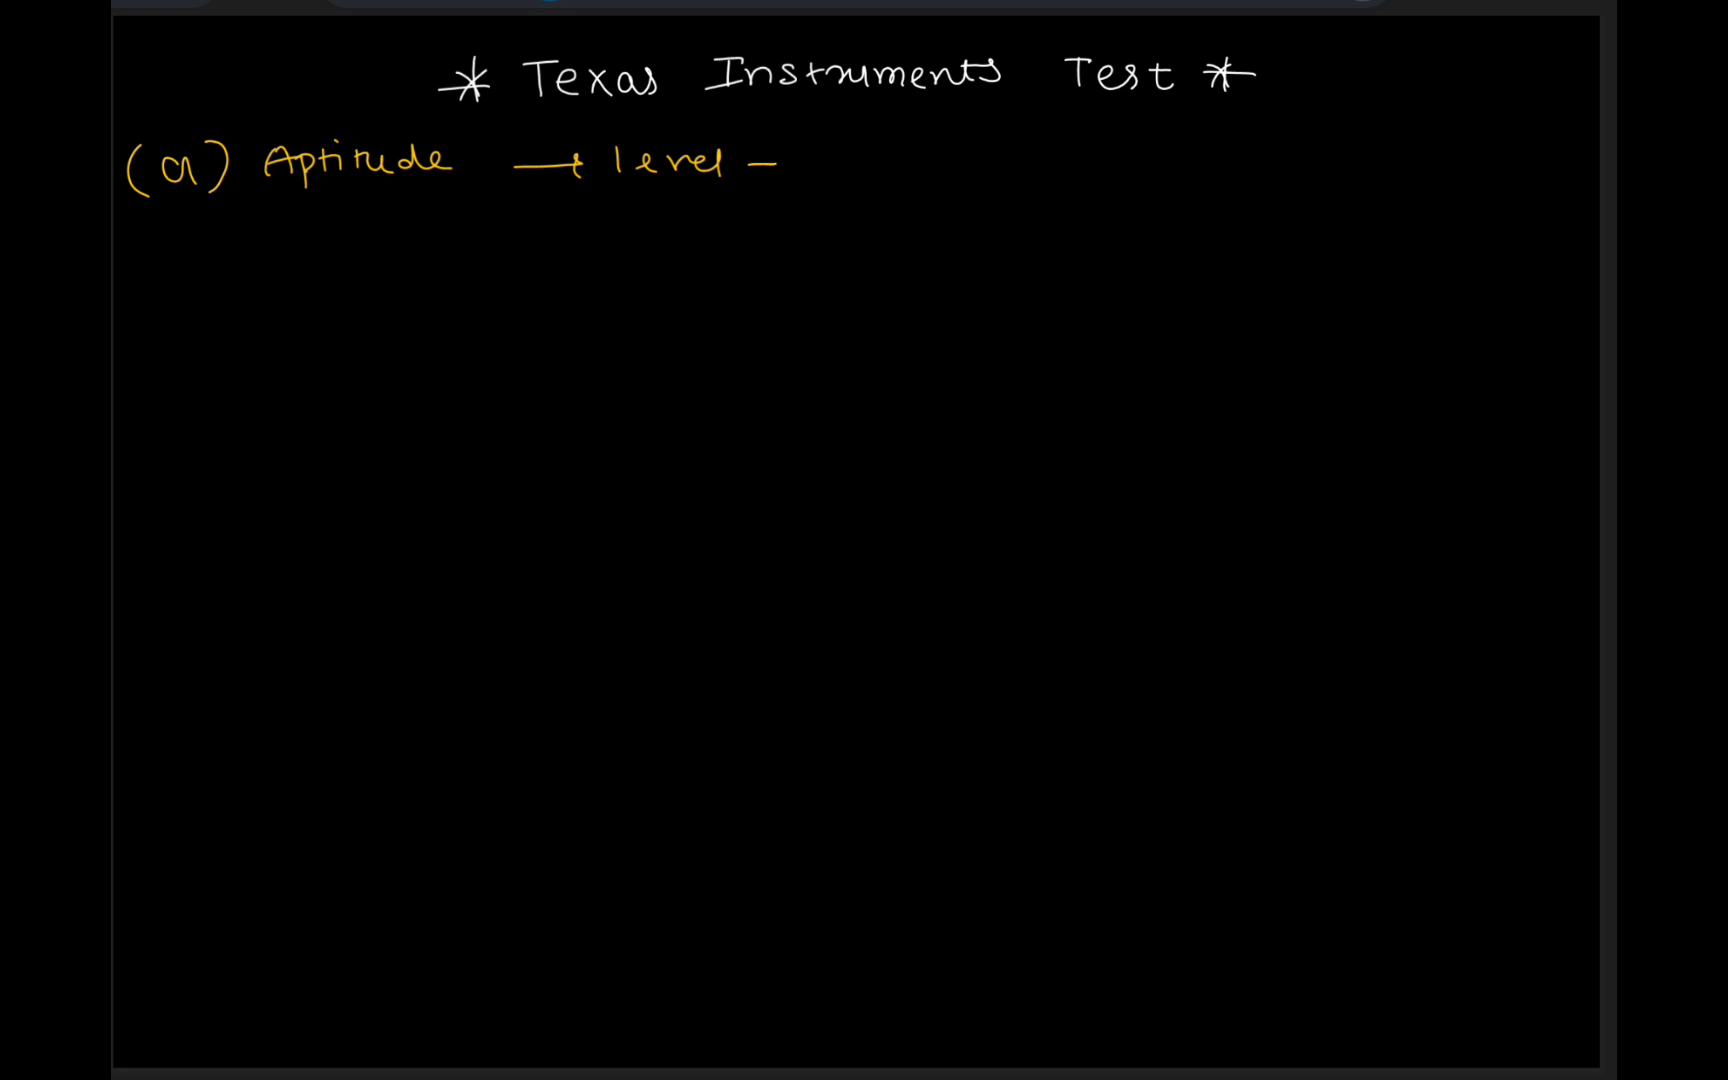 * Texas Instruments Test *
(a) Aptitude → level -